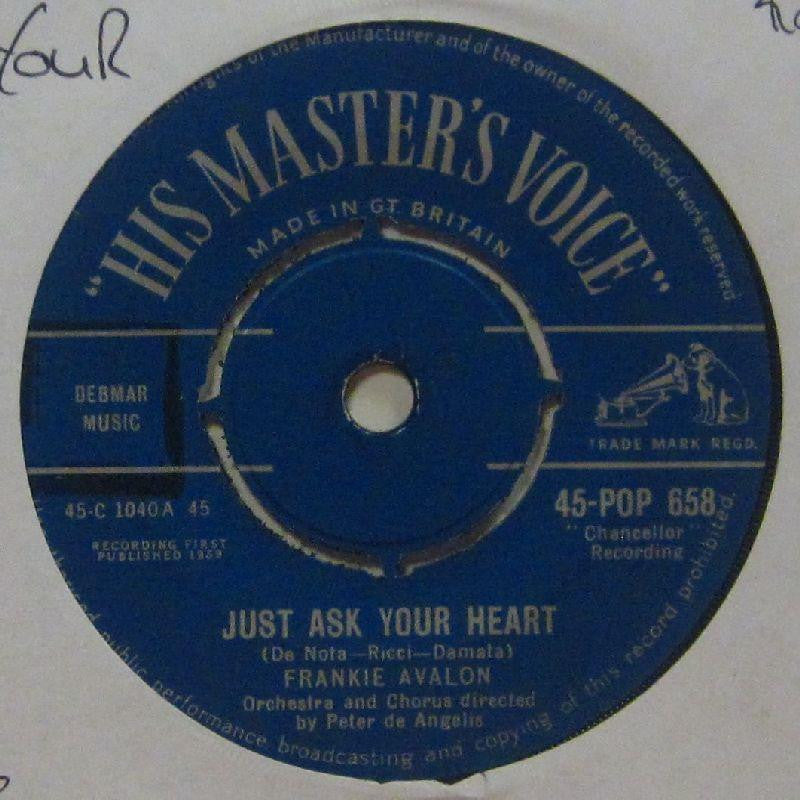 YOUR
rights of the Manufacturer and of the owner of the recorded work reserved
"HIS MASTER'S VOICE"
MADE IN GT BRITAIN
DEBMAR
MUSIC
TRADE MARK REGD.
45-C 1040A 45
45-POP 658
RECORDING FIRST
PUBLISHED 1959
"Chancellor"
Recording
JUST ASK YOUR HEART
(De Nota—Ricci—Damata)
FRANKIE AVALON
Orchestra and Chorus directed
by Peter de Angelis
public performance broadcasting and copying of this record prohibited.